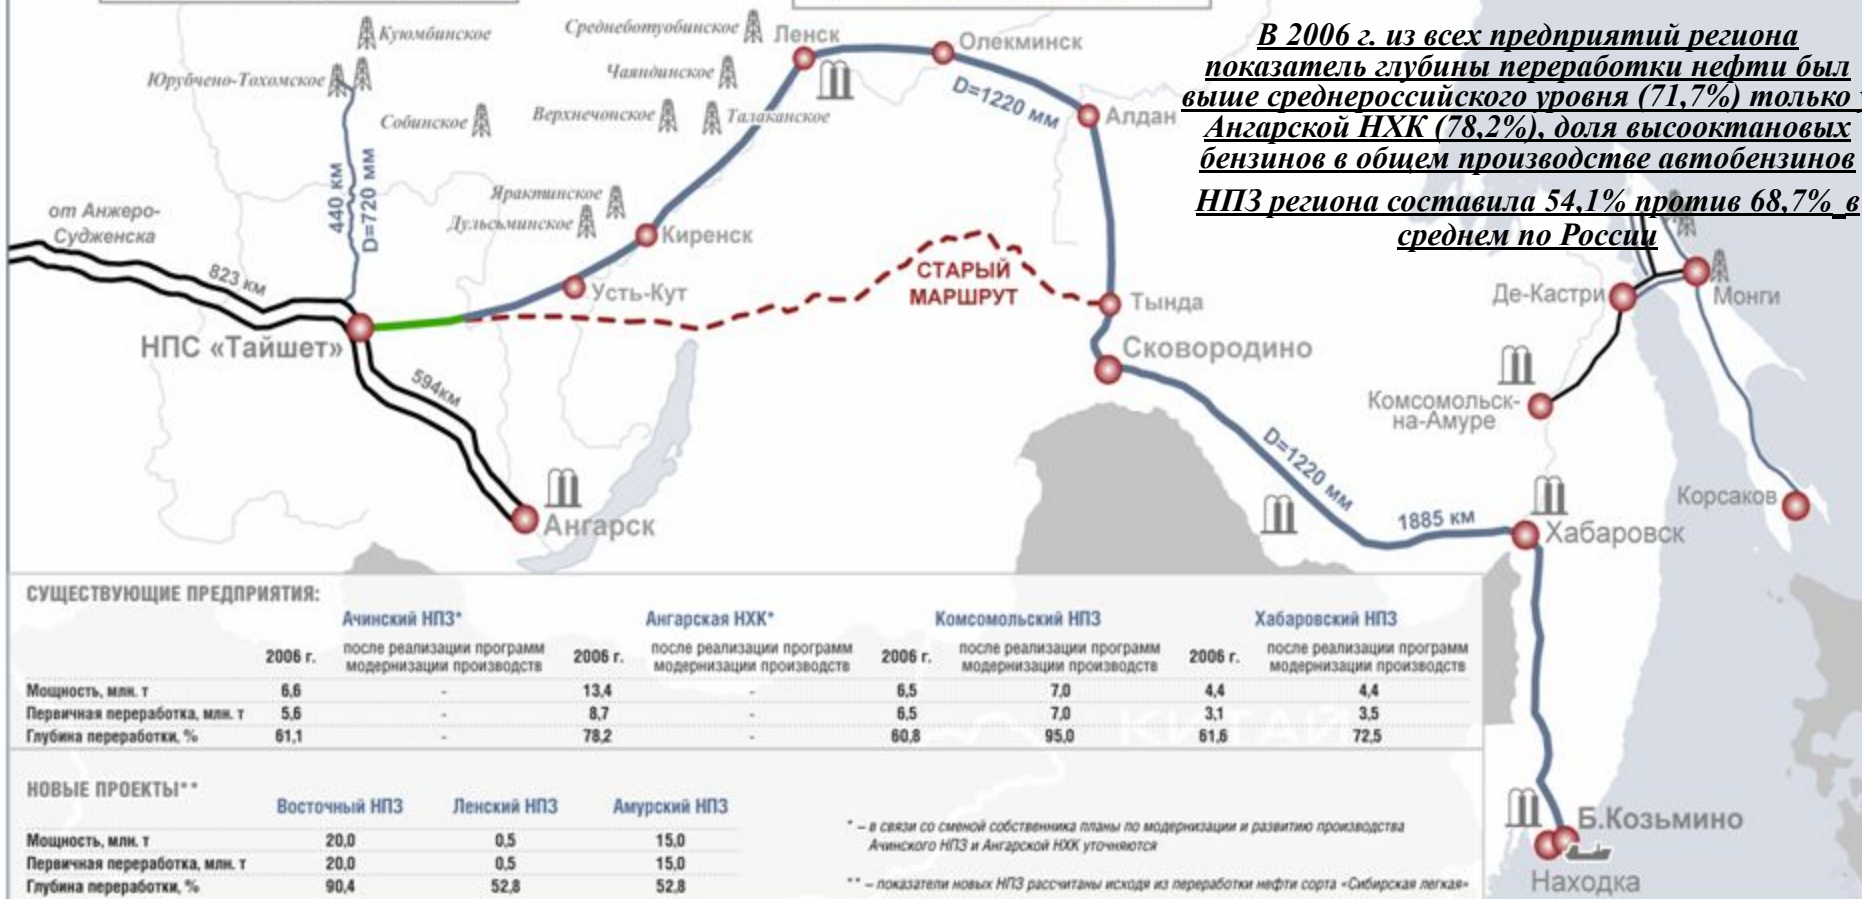 В 2006 г. из всех предприятий региона
показатель глубины переработки нефти был
выше среднероссийского уровня (71,7%) только
Ангарской НХК (78,2%), доля высооктановых
бензинов в общем производстве автобензинов
НПЗ региона составила 54,1% против 68,7% в
среднем по России
Куюмбинское
Юрубчено-Тохомское
Собинское
Среднеботуобинское
Чаяндинское
Верхнечонское
Талаканское
Ярактинское
Дульсьминское
Ленск
Олекминск
D=1220 мм
Алдан
440 км
D=720 мм
от Анжеро-
Судженска
823 км
Киренск
Усть-Кут
СТАРЫЙ
МАРШРУТ
Тында
НПС «Тайшет»
Сковородино
594км
Ангарск
Де-Кастри
Монги
Комсомольск-
на-Амуре
D=1220 мм
1885 км
Корсаков
Хабаровск
КИТАЙ
Б.Козьмино
Находка
СУЩЕСТВУЮЩИЕ ПРЕДПРИЯТИЯ:
Ачинский НПЗ* Ангарская НХК* Комсомольский НПЗ Хабаровский НПЗ
2006 г. после реализации программ 2006 г. после реализации программ 2006 г. после реализации программ 2006 г. после реализации программ
модернизации производств модернизации производств модернизации производств модернизации производств
Мощность, млн. т 6,6 - 13,4 - 6,5 7,0 4,4 4,4
Первичная переработка, млн. т 5,6 - 8,7 - 6,5 7,0 3,1 3,5
Глубина переработки, % 61,1 - 78,2 - 60,8 95,0 61,6 72,5
НОВЫЕ ПРОЕКТЫ**
Восточный НПЗ Ленский НПЗ Амурский НПЗ
Мощность, млн. т 20,0 0,5 15,0
Первичная переработка, млн. т 20,0 0,5 15,0
Глубина переработки, % 90,4 52,8 52,8
* – в связи со сменой собственника планы по модернизации и развитию производства
Ачинского НПЗ и Ангарской НХК уточняются
** – показатели новых НПЗ рассчитаны исходя из переработки нефти сорта «Сибирская легкая»